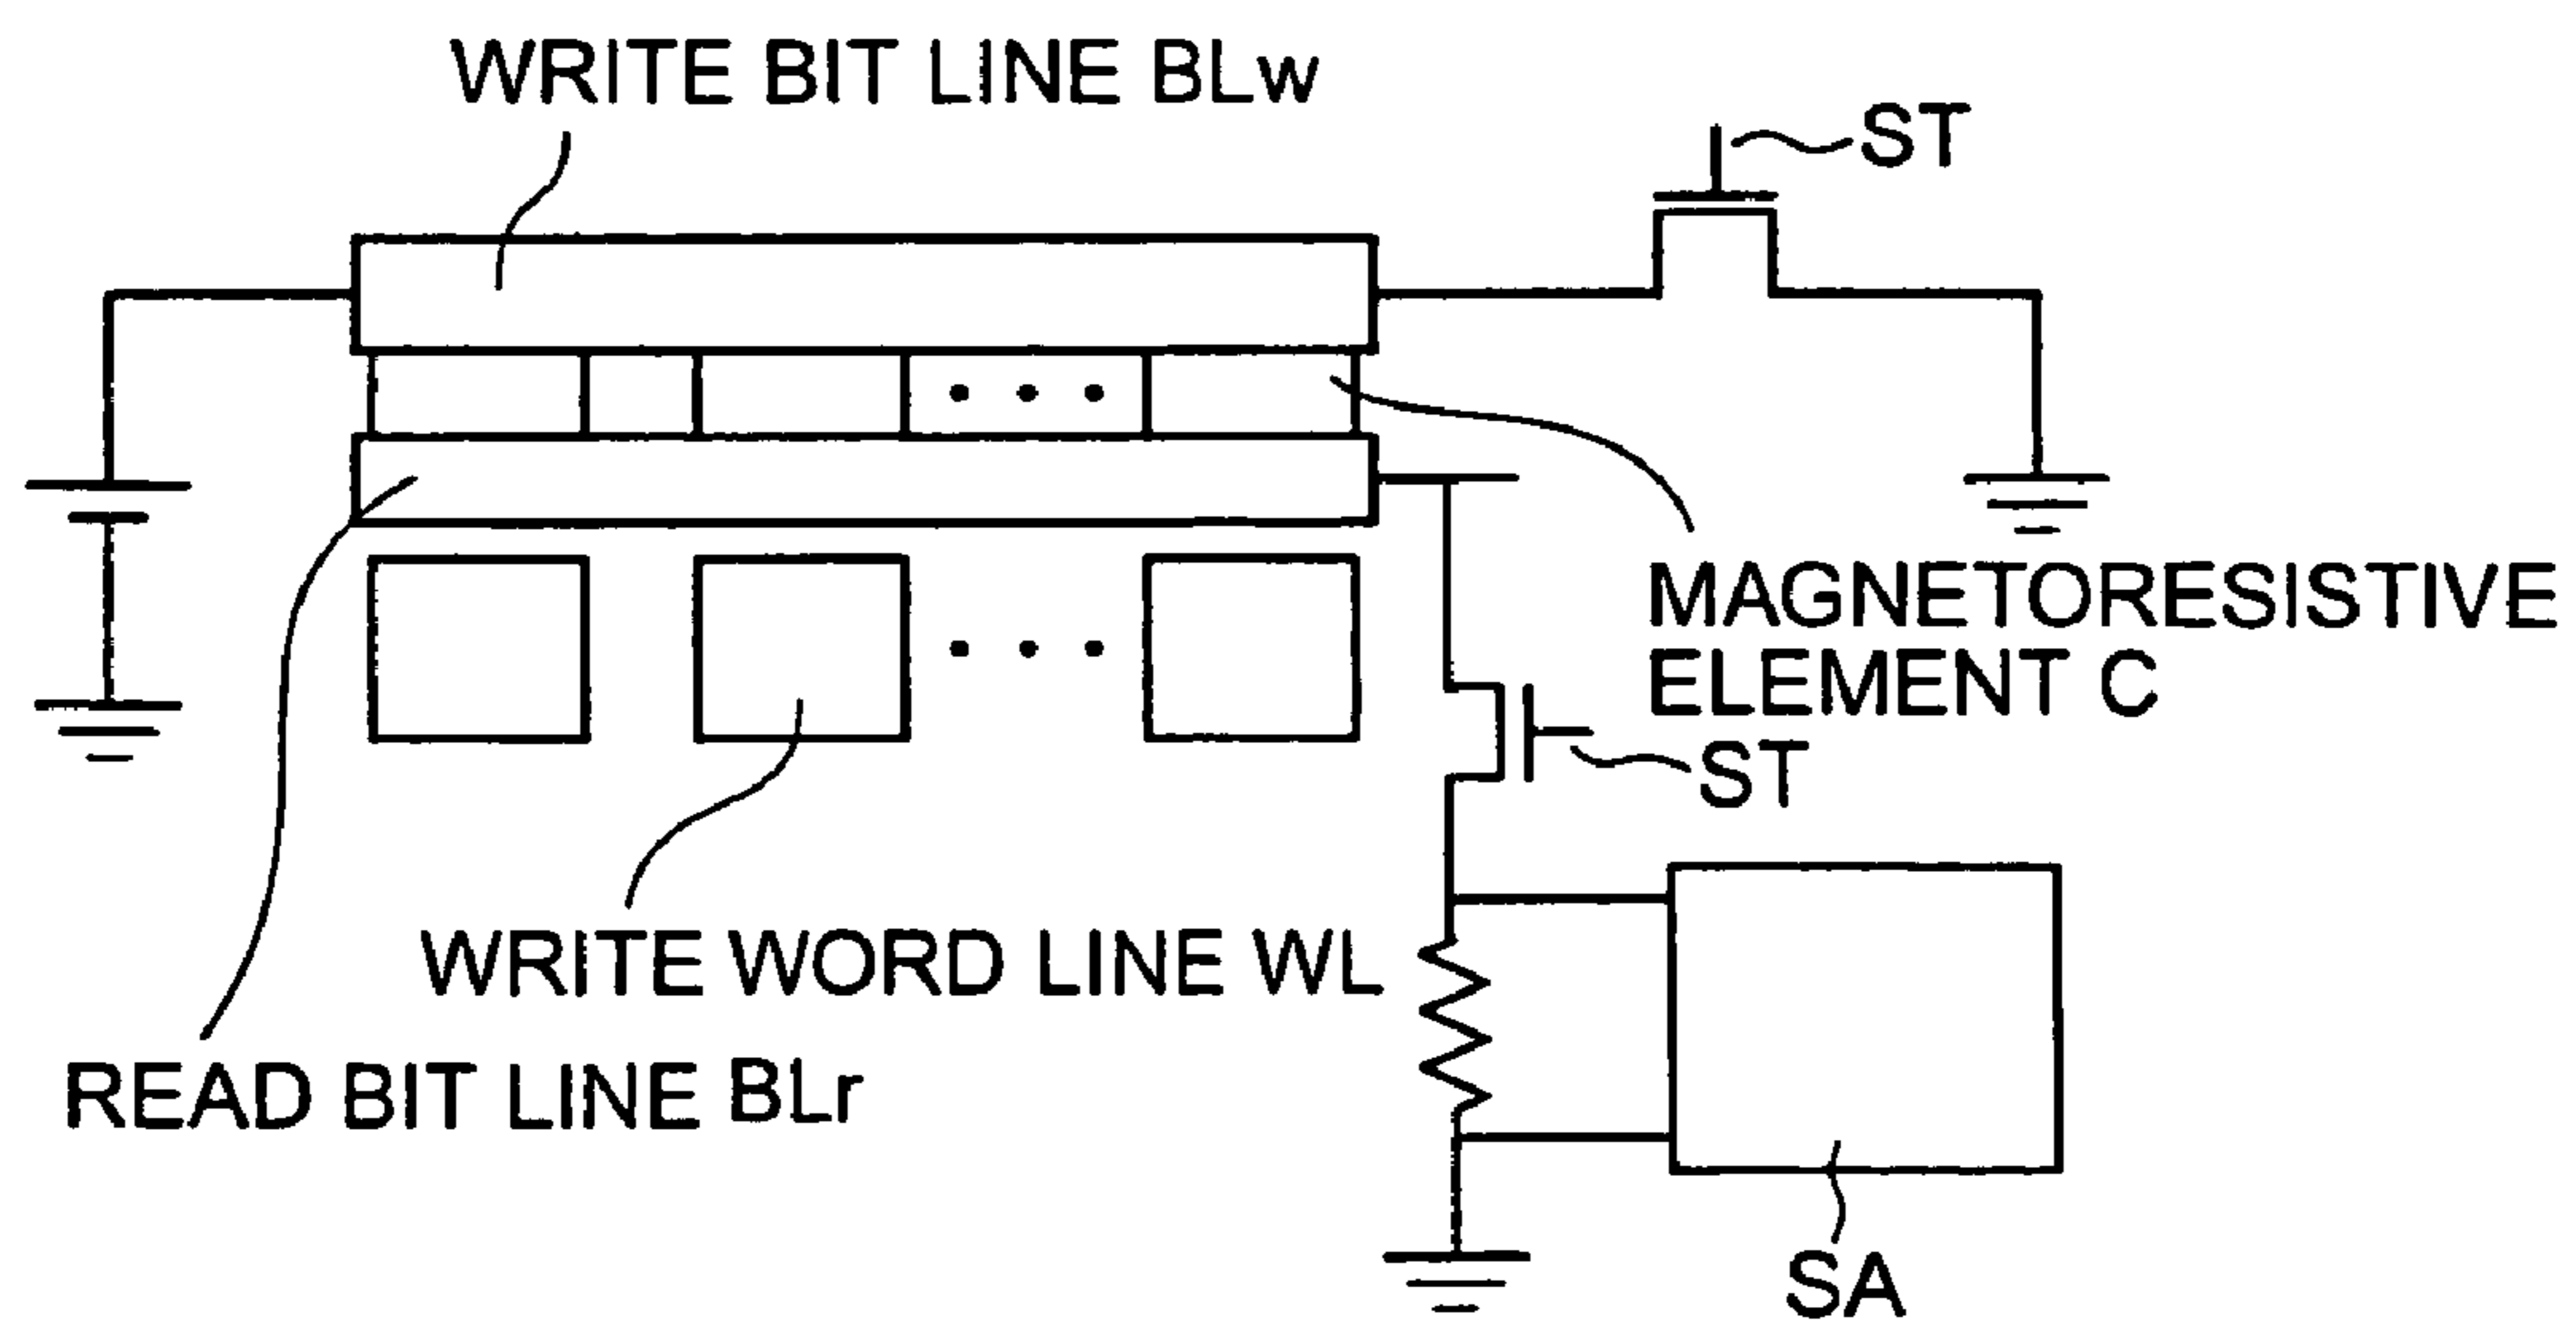 WRITE BIT LINE BLw
ST
MAGNETORESISTIVE
ELEMENT C
ST
WRITE WORD LINE WL
READ BIT LINE BLr
SA